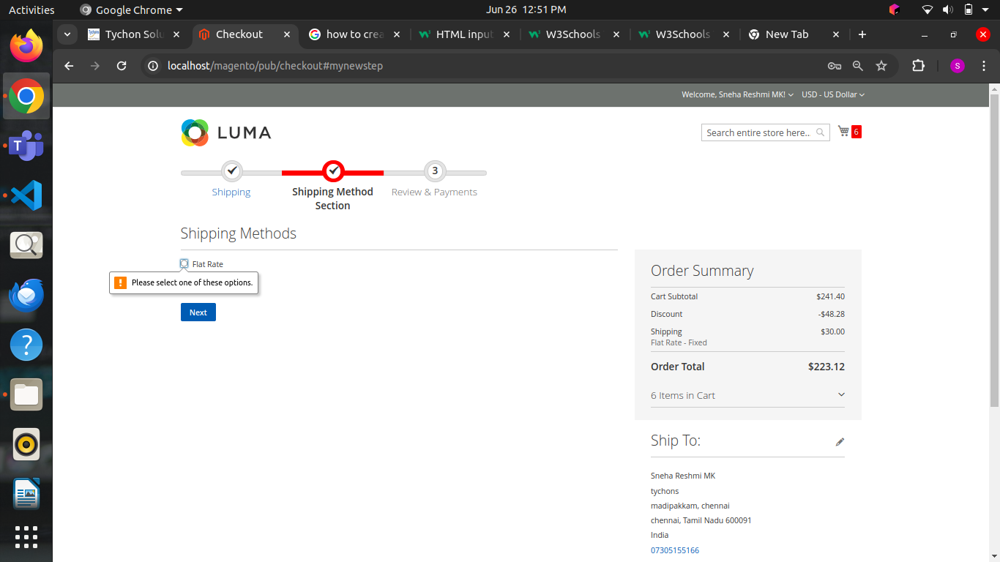 Activities
Google Chrome
Jun 26 12:51 PM
Tychon Solu
Checkout
how to crea
HTML input
W3Schools
W3Schools
New Tab
localhost/magento/pub/checkout#mynewstep
S
Welcome, Sneha Reshmi MK!
USD - US Dollar
LUMA
Search entire store here..
6
3
Shipping
Shipping Method
Section
Review & Payments
Shipping Methods
Flat Rate
Please select one of these options.
Next
Order Summary
Cart Subtotal $241.40
Discount -$48.28
Shipping $30.00
Flat Rate - Fixed
Order Total $223.12
6 Items in Cart
Ship To:
Sneha Reshmi MK
tychons
madipakkam, chennai
chennai, Tamil Nadu 600091
India
07305155166